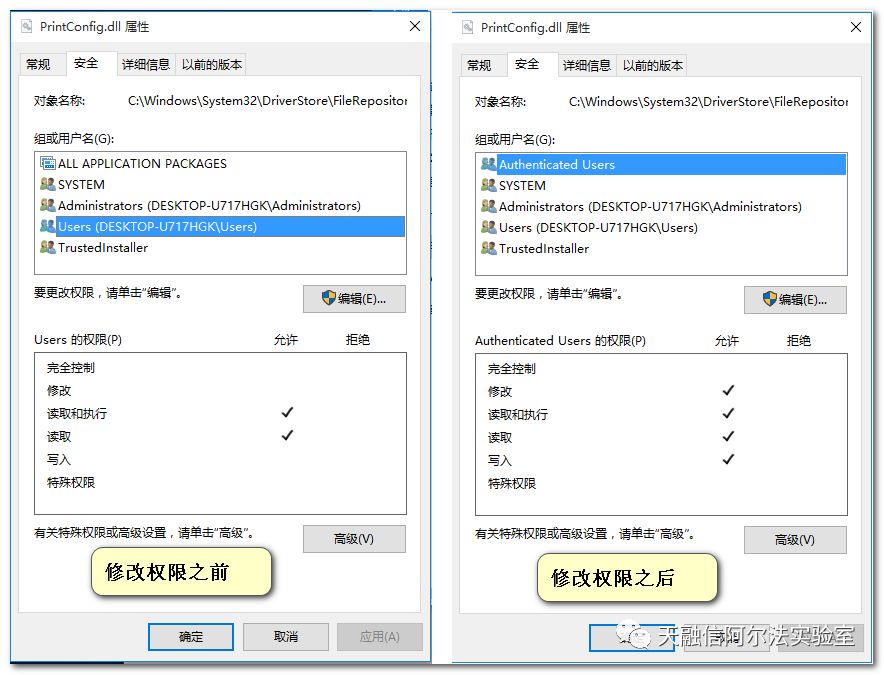 PrintConfig.dll 属性
常规 安全 详细信息 以前的版本
对象名称: C:\Windows\System32\DriverStore\FileRepositor
组或用户名(G):
ALL APPLICATION PACKAGES
SYSTEM
Administrators (DESKTOP-U717HGK\Administrators)
Users (DESKTOP-U717HGK\Users)
TrustedInstaller
要更改权限，请单击“编辑”。
编辑(E)...
Users 的权限(P) 允许 拒绝
完全控制
修改
读取和执行
读取
写入
特殊权限
有关特殊权限或高级设置，请单击“高级”。
高级(V)
修改权限之前
确定 取消 应用(A)
PrintConfig.dll 属性
常规 安全 详细信息 以前的版本
对象名称: C:\Windows\System32\DriverStore\FileRepositor
组或用户名(G):
Authenticated Users
SYSTEM
Administrators (DESKTOP-U717HGK\Administrators)
Users (DESKTOP-U717HGK\Users)
TrustedInstaller
要更改权限，请单击“编辑”。
编辑(E)...
Authenticated Users 的权限(P) 允许 拒绝
完全控制
修改
读取和执行
读取
写入
特殊权限
有关特殊权限或高级设置，请单击“高级”。
高级(V)
修改权限之后
天融信阿尔法实验室